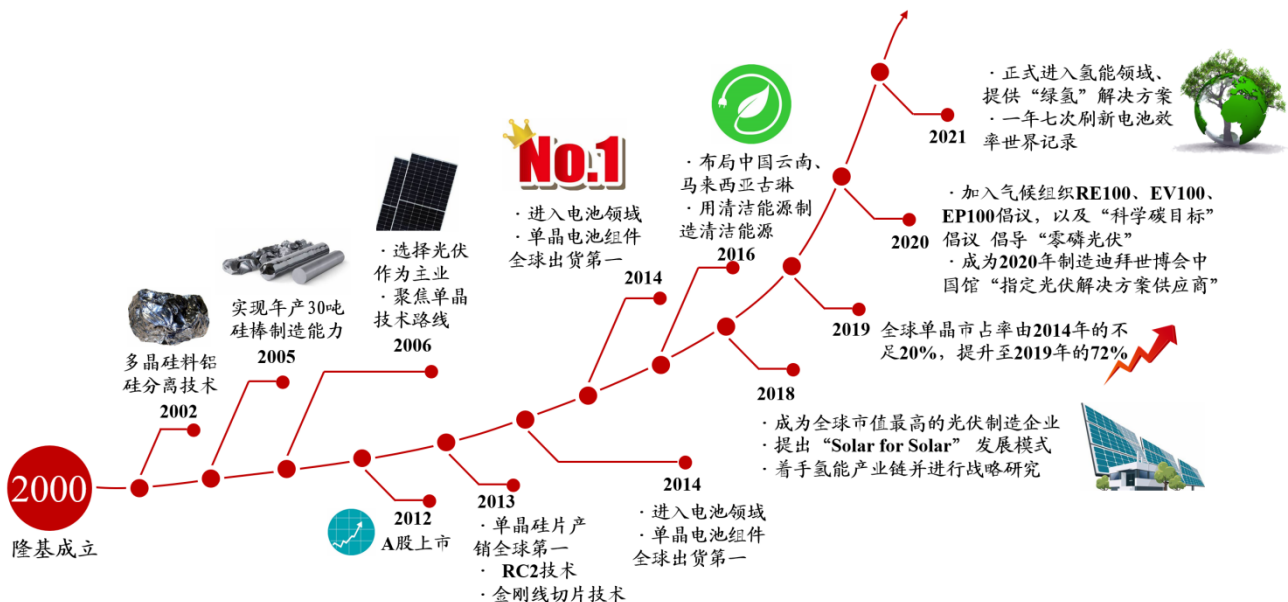 2000
隆基成立
多晶硅料铝
硅分离技术
2002
实现年产30吨
硅棒制造能力
2005
· 选择光伏
作为主业
· 聚焦单晶
技术路线
2006
2012
A股上市
2013
· 单晶硅片产
销全球第一
· RC2技术
· 金刚线切片技术
No.1
· 进入电池领域
· 单晶电池组件
全球出货第一
2014
2014
· 进入电池领域
· 单晶电池组件
全球出货第一
· 布局中国云南、
马来西亚古琳
· 用清洁能源制
造清洁能源
2016
2018
· 成为全球市值最高的光伏制造企业
· 提出“Solar for Solar” 发展模式
· 着手氢能产业链并进行战略研究
2019
全球单晶市占率由2014年的不
足20%，提升至2019年的72%
2020
· 加入气候组织RE100、EV100、
EP100倡议，以及“科学碳目标”
倡议 倡导“零磷光伏”
· 成为2020年制造迪拜世博会中
国馆“指定光伏解决方案供应商”
2021
· 正式进入氢能领域、
提供“绿氢”解决方案
· 一年七次刷新电池效
率世界记录